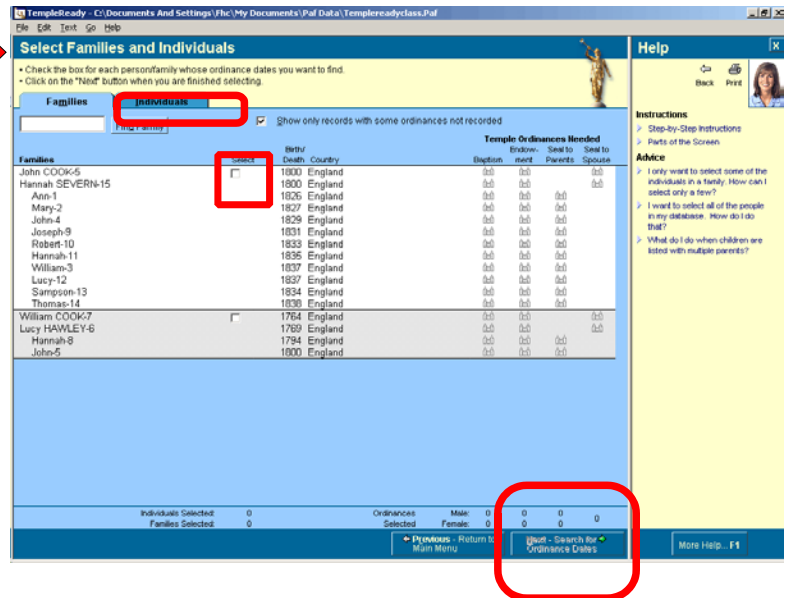 TempleReady - C:\Documents And Settings\Fhc\My Documents\Paf Data\Templereadyclass.Paf
File Edit Text Go Help
Select Families and Individuals
• Check the box for each person/family whose ordinance dates you want to find.
• Click on the "Next" button when you are finished selecting.
Families Individuals
Find Family Show only records with some ordinances not recorded
Temple Ordinances Needed
Birth/ Endow- Seal to Seal to
Families Select Death Country Baptism ment Parents Spouse
John COOK-5 1800 England
Hannah SEVERN-15 1800 England
Ann-1 1826 England
Mary-2 1827 England
John-4 1829 England
Joseph-9 1831 England
Robert-10 1833 England
Hannah-11 1835 England
William-3 1837 England
Lucy-12 1837 England
Sampson-13 1834 England
Thomas-14 1838 England
William COOK-7 1764 England
Lucy HAWLEY-6 1769 England
Hannah-8 1794 England
John-5 1800 England
Individuals Selected: 0 Ordinances Male: 0 0 0 0
Families Selected: 0 Selected Female: 0 0 0
Previous - Return to
Main Menu
Next - Search for
Ordinance Dates
Help
Back Print
Instructions
Step-by-Step Instructions
Parts of the Screen
Advice
I only want to select some of the
individuals in a family. How can I
select only a few?
I want to select all of the people
in my database. How do I do
that?
What do I do when children are
listed with multiple parents?
More Help... F1